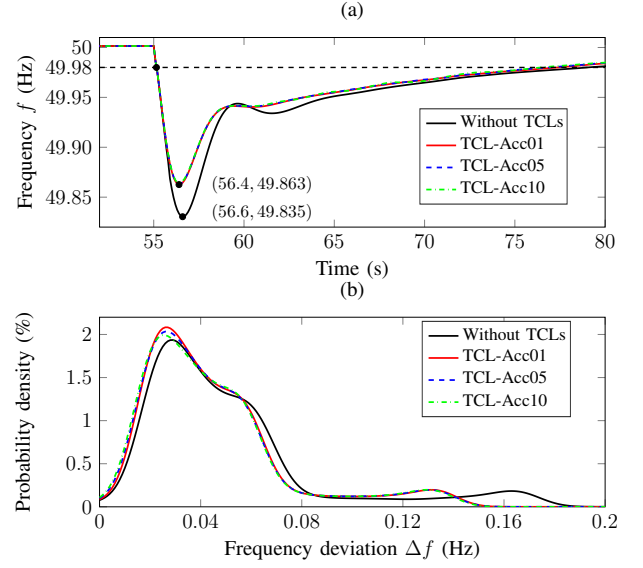 (a)
50
49.98
49.95
49.90
49.85
Frequency f (Hz)
Without TCLs
TCL-Acc01
TCL-Acc05
TCL-Acc10
(56.4, 49.863)
(56.6, 49.835)
55
60
65
70
75
80
Time (s)
(b)
2
1.5
1
0.5
0
Probability density (%)
Without TCLs
TCL-Acc01
TCL-Acc05
TCL-Acc10
0
0.04
0.08
0.12
0.16
0.2
Frequency deviation Δf (Hz)